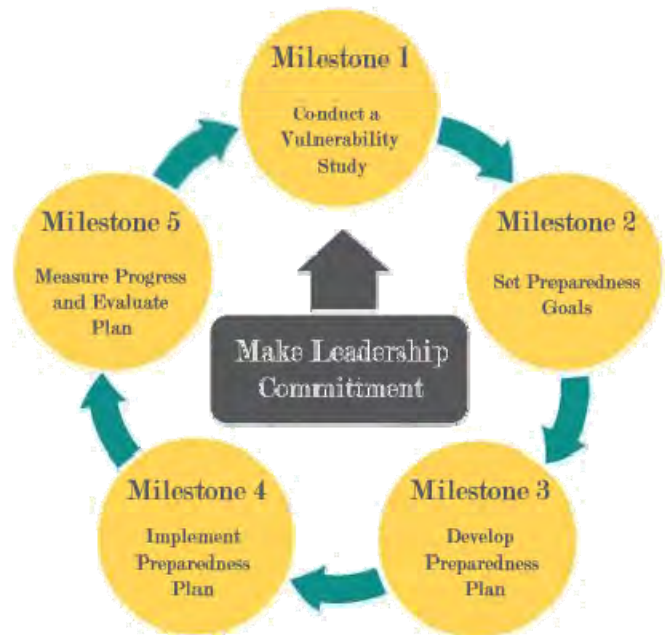 Milestone 1
Conduct a
Vulnerability
Study
Milestone 2
Set Preparedness
Goals
Milestone 3
Develop
Preparedness
Plan
Milestone 4
Implement
Preparedness
Plan
Milestone 5
Measure Progress
and Evaluate
Plan
Make Leadership
Commitment